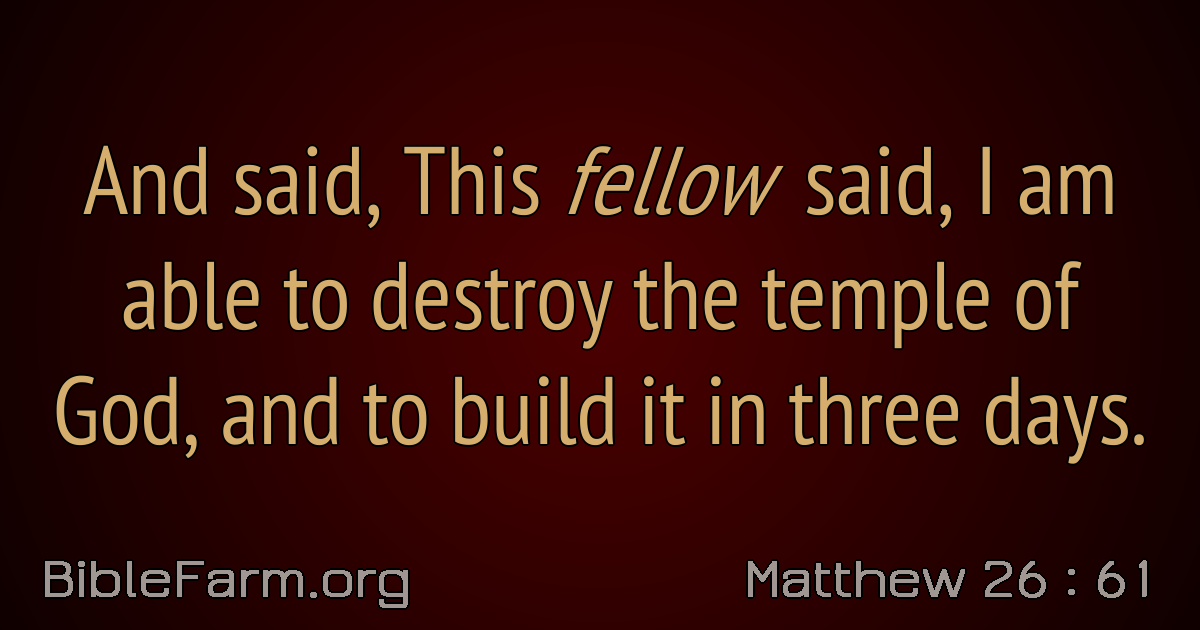 And said, This fellow said, I am
able to destroy the temple of
God, and to build it in three days.
BibleFarm.org
Matthew 26 : 61